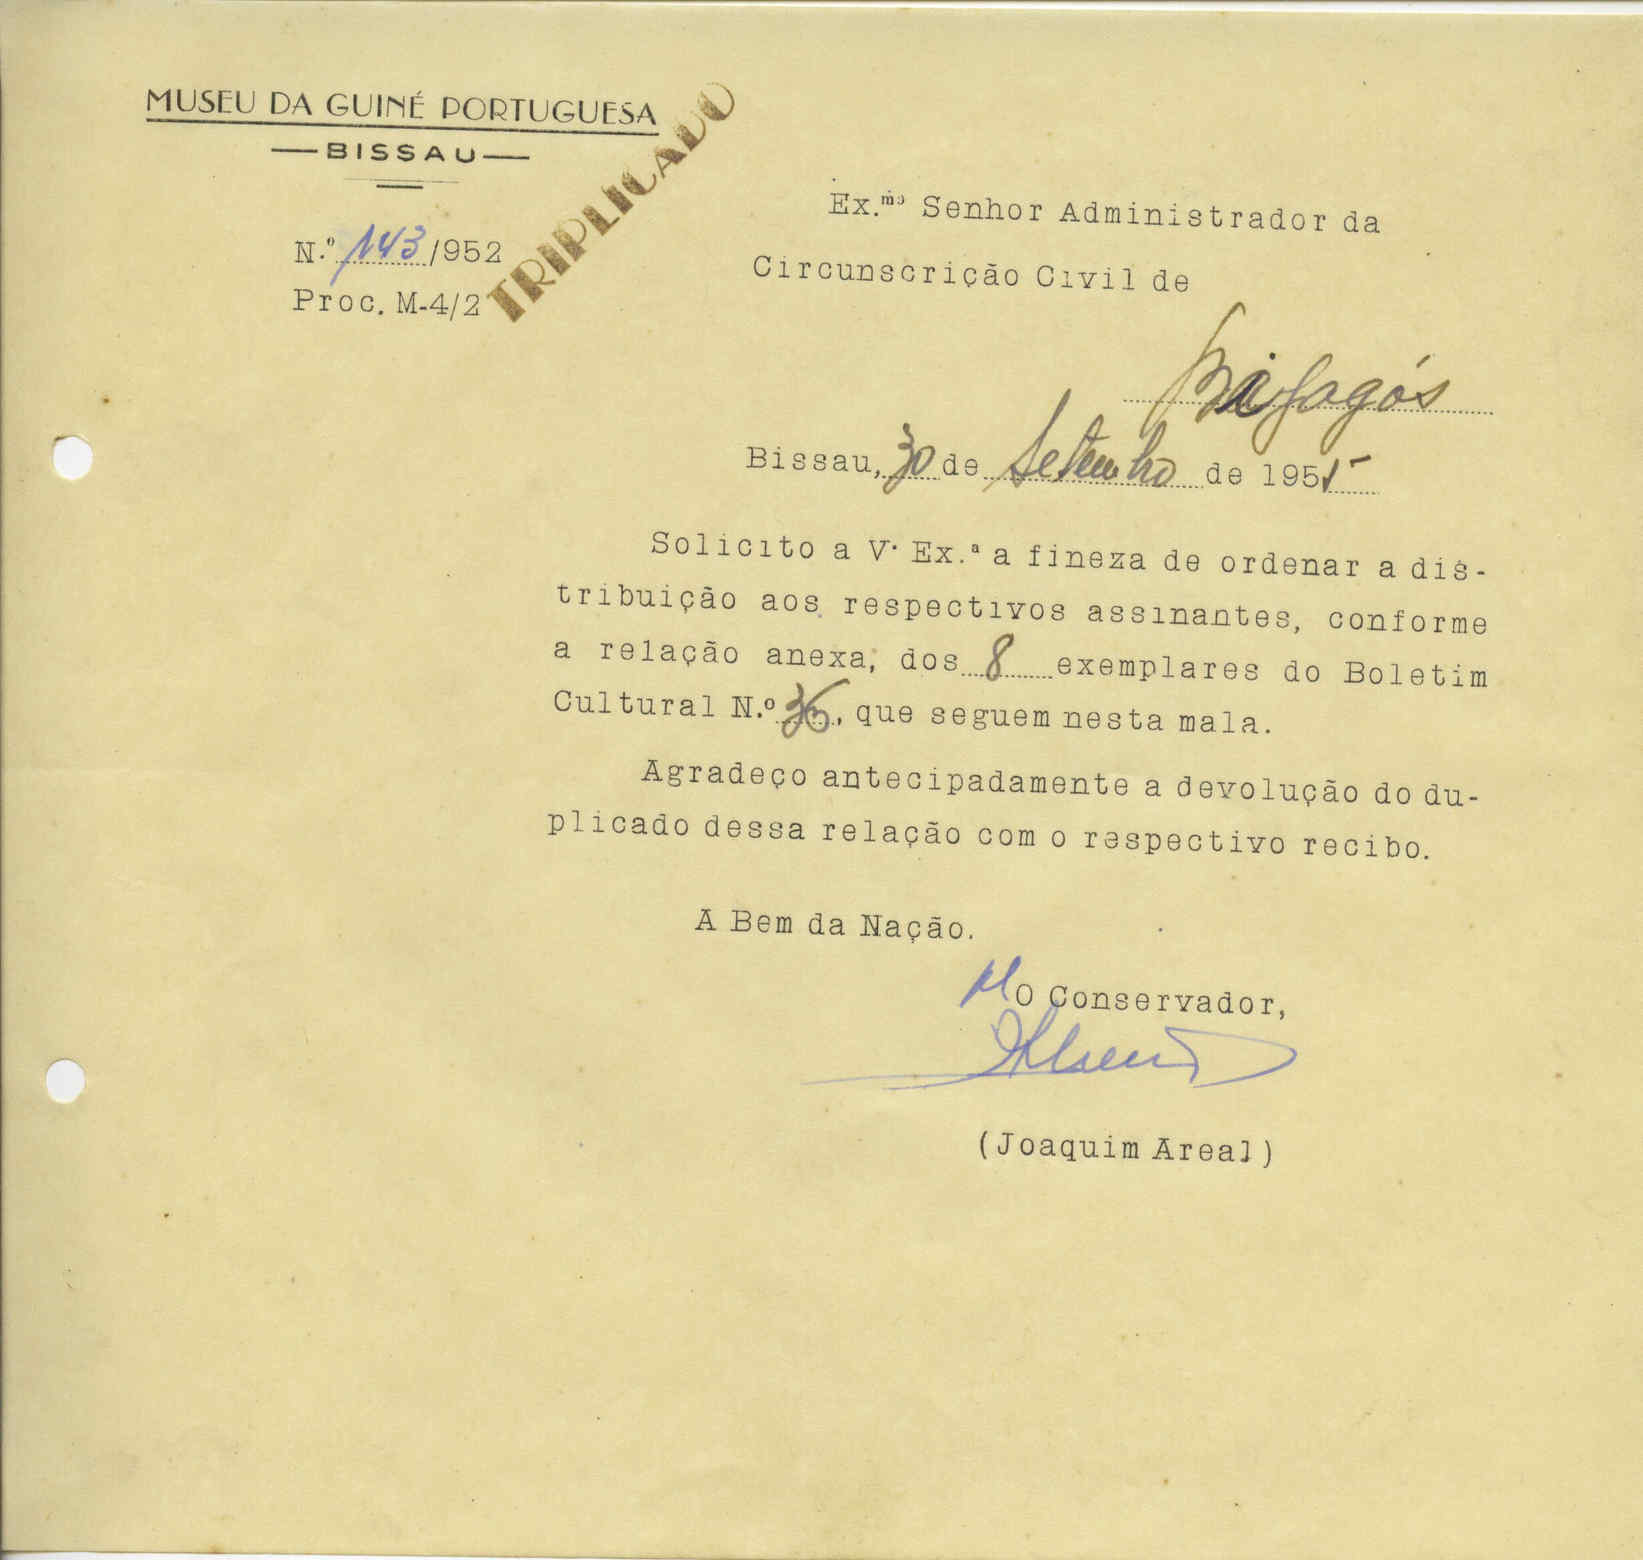 MUSEU DA GUINÉ PORTUGUESA
—BISSAU—
TRIPLICADO
N.º 143/952
Proc. M-4/2
Ex.mo Senhor Administrador da
Circunscrição Civil de
Bijagós
Bissau, 30 de Setembro de 1955
Solicito a V. Ex.ª a fineza de ordenar a dis-
tribuição aos respectivos assinantes, conforme
a relação anexa, dos 8 exemplares do Boletim
Cultural N.º 36, que seguem nesta mala.
Agradeço antecipadamente a devolução do du-
plicado dessa relação com o respectivo recibo.
A Bem da Nação.
O Conservador,
(Joaquim Areal)